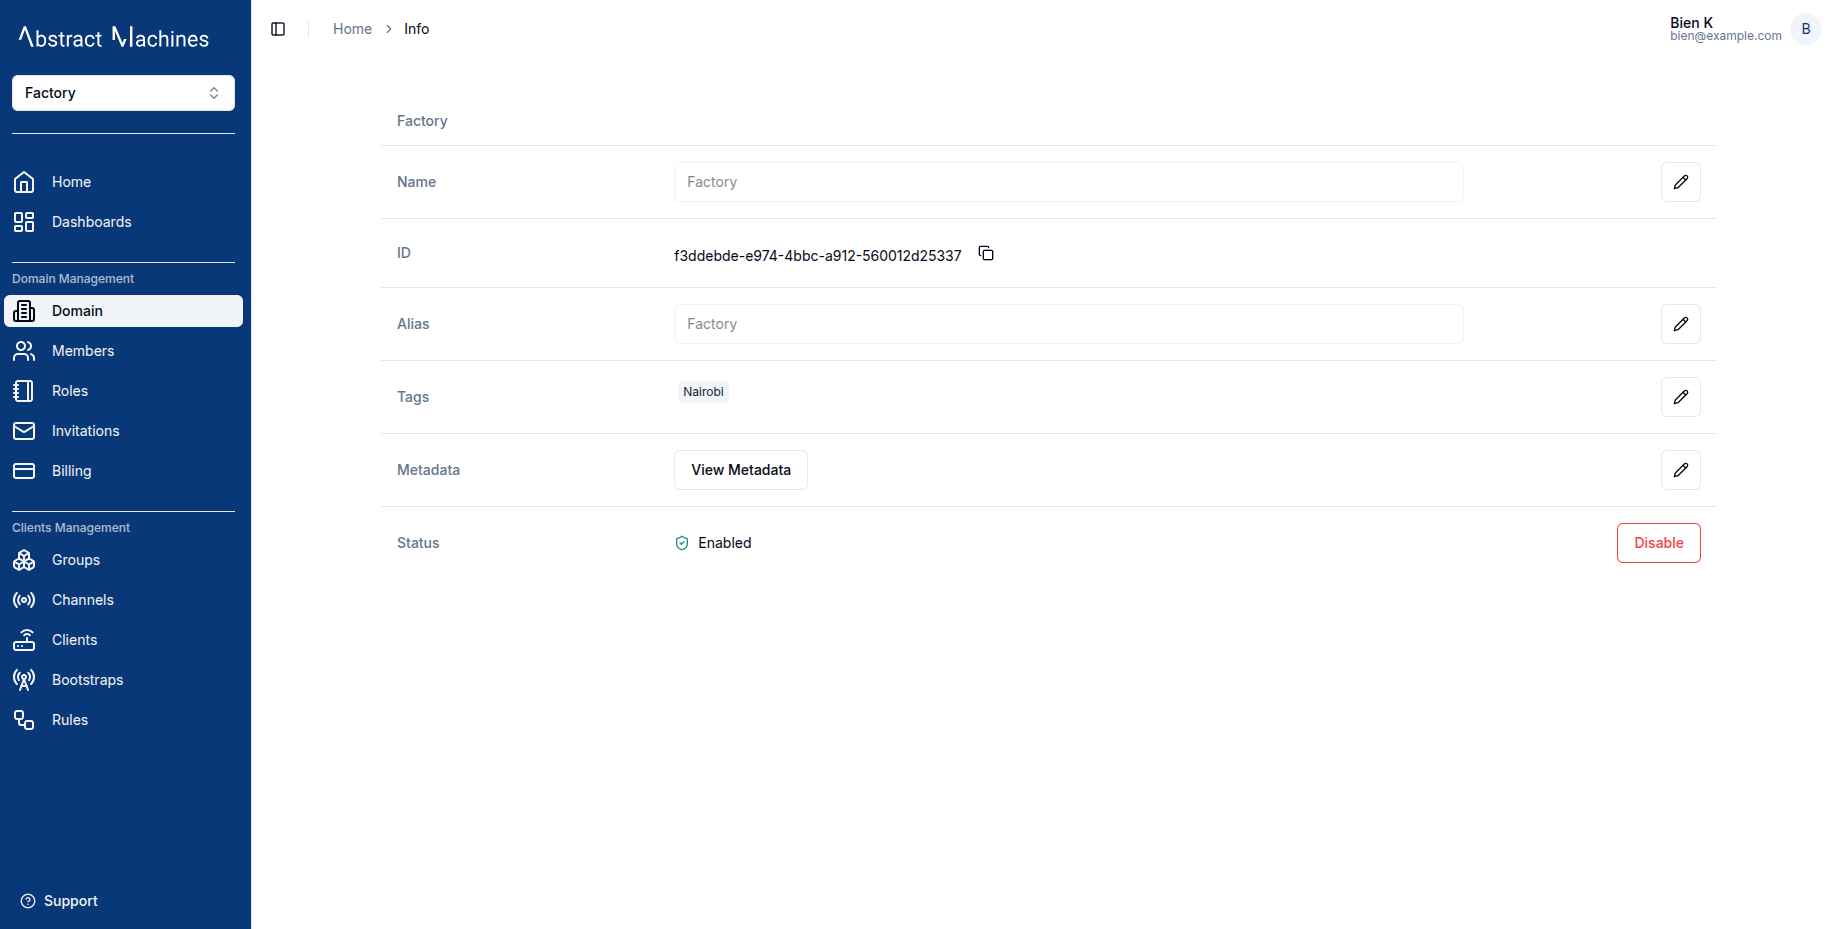 Abstract Machines
Factory
Home
Dashboards
Domain Management
Domain
Members
Roles
Invitations
Billing
Clients Management
Groups
Channels
Clients
Bootstraps
Rules
Support
Home > Info
Bien K
bien@example.com
B
Factory
Name Factory
ID f3ddebde-e974-4bbc-a912-560012d25337
Alias Factory
Tags Nairobi
Metadata View Metadata
Status Enabled Disable